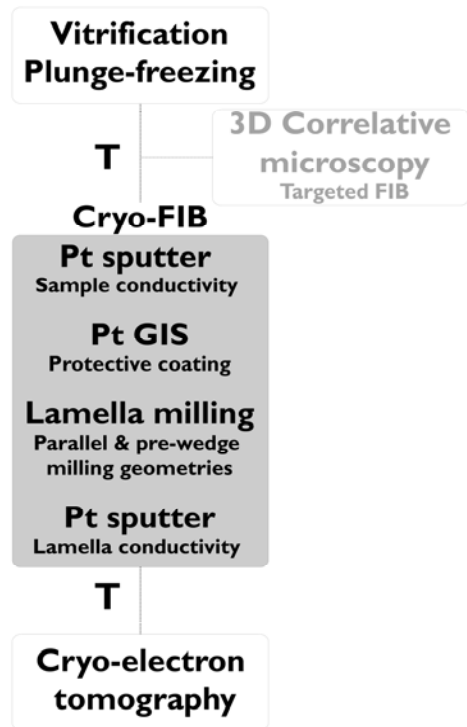 Vitrification
Plunge-freezing
T
3D Correlative
microscopy
Targeted FIB
Cryo-FIB
Pt sputter
Sample conductivity
Pt GIS
Protective coating
Lamella milling
Parallel & pre-wedge
milling geometries
Pt sputter
Lamella conductivity
T
Cryo-electron
tomography